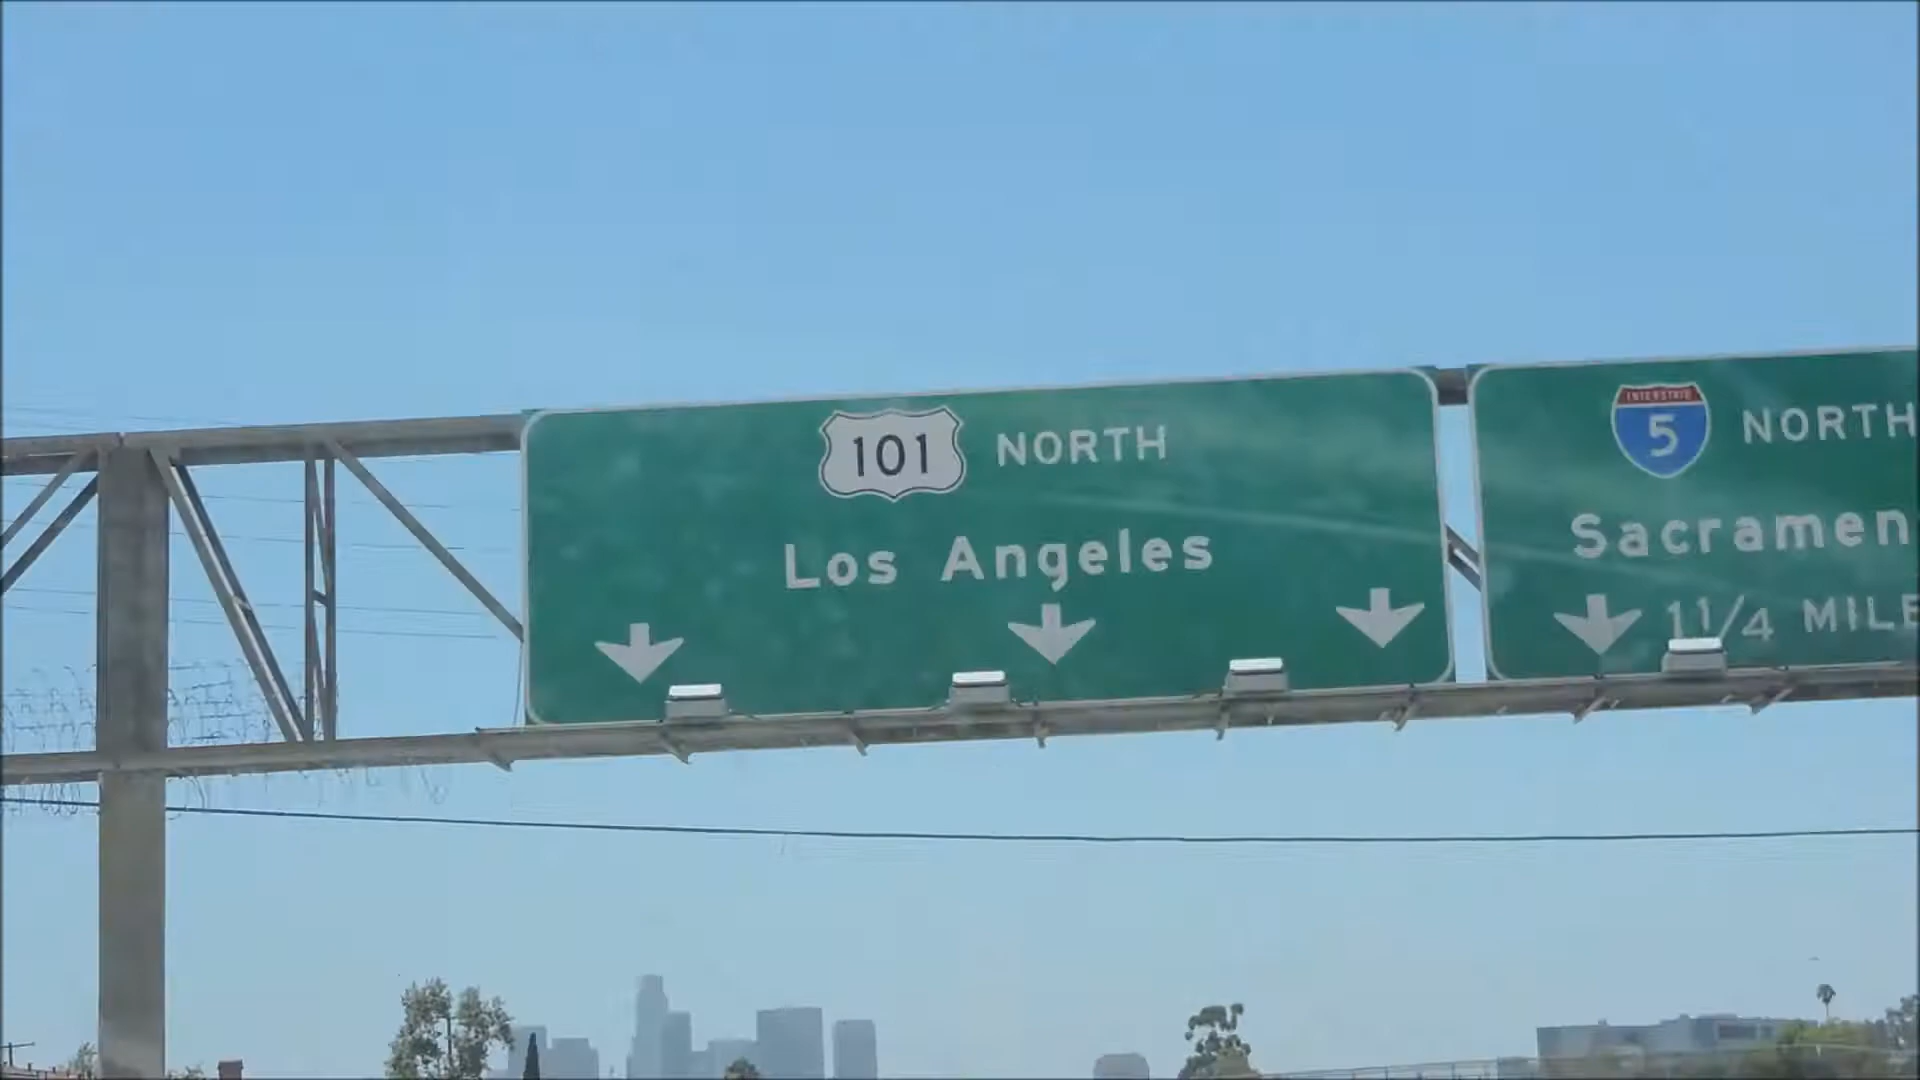 101 NORTH
Los Angeles
INTERSTATE
5 NORTH
Sacramen
1 1/4 MILE